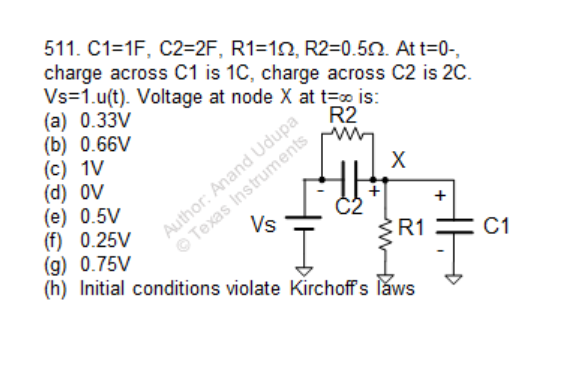 511. C1=1F, C2=2F, R1=1Ω, R2=0.5Ω. At t=0-,
charge across C1 is 1C, charge across C2 is 2C.
Vs=1.u(t). Voltage at node X at t=∞ is:
(a) 0.33V
(b) 0.66V
(c) 1V
(d) 0V
(e) 0.5V
(f) 0.25V
(g) 0.75V
(h) Initial conditions violate Kirchoff's laws
R2
X
- +
C2
Vs
R1
+
-
C1
Author: Anand Udupa
© Texas Instruments